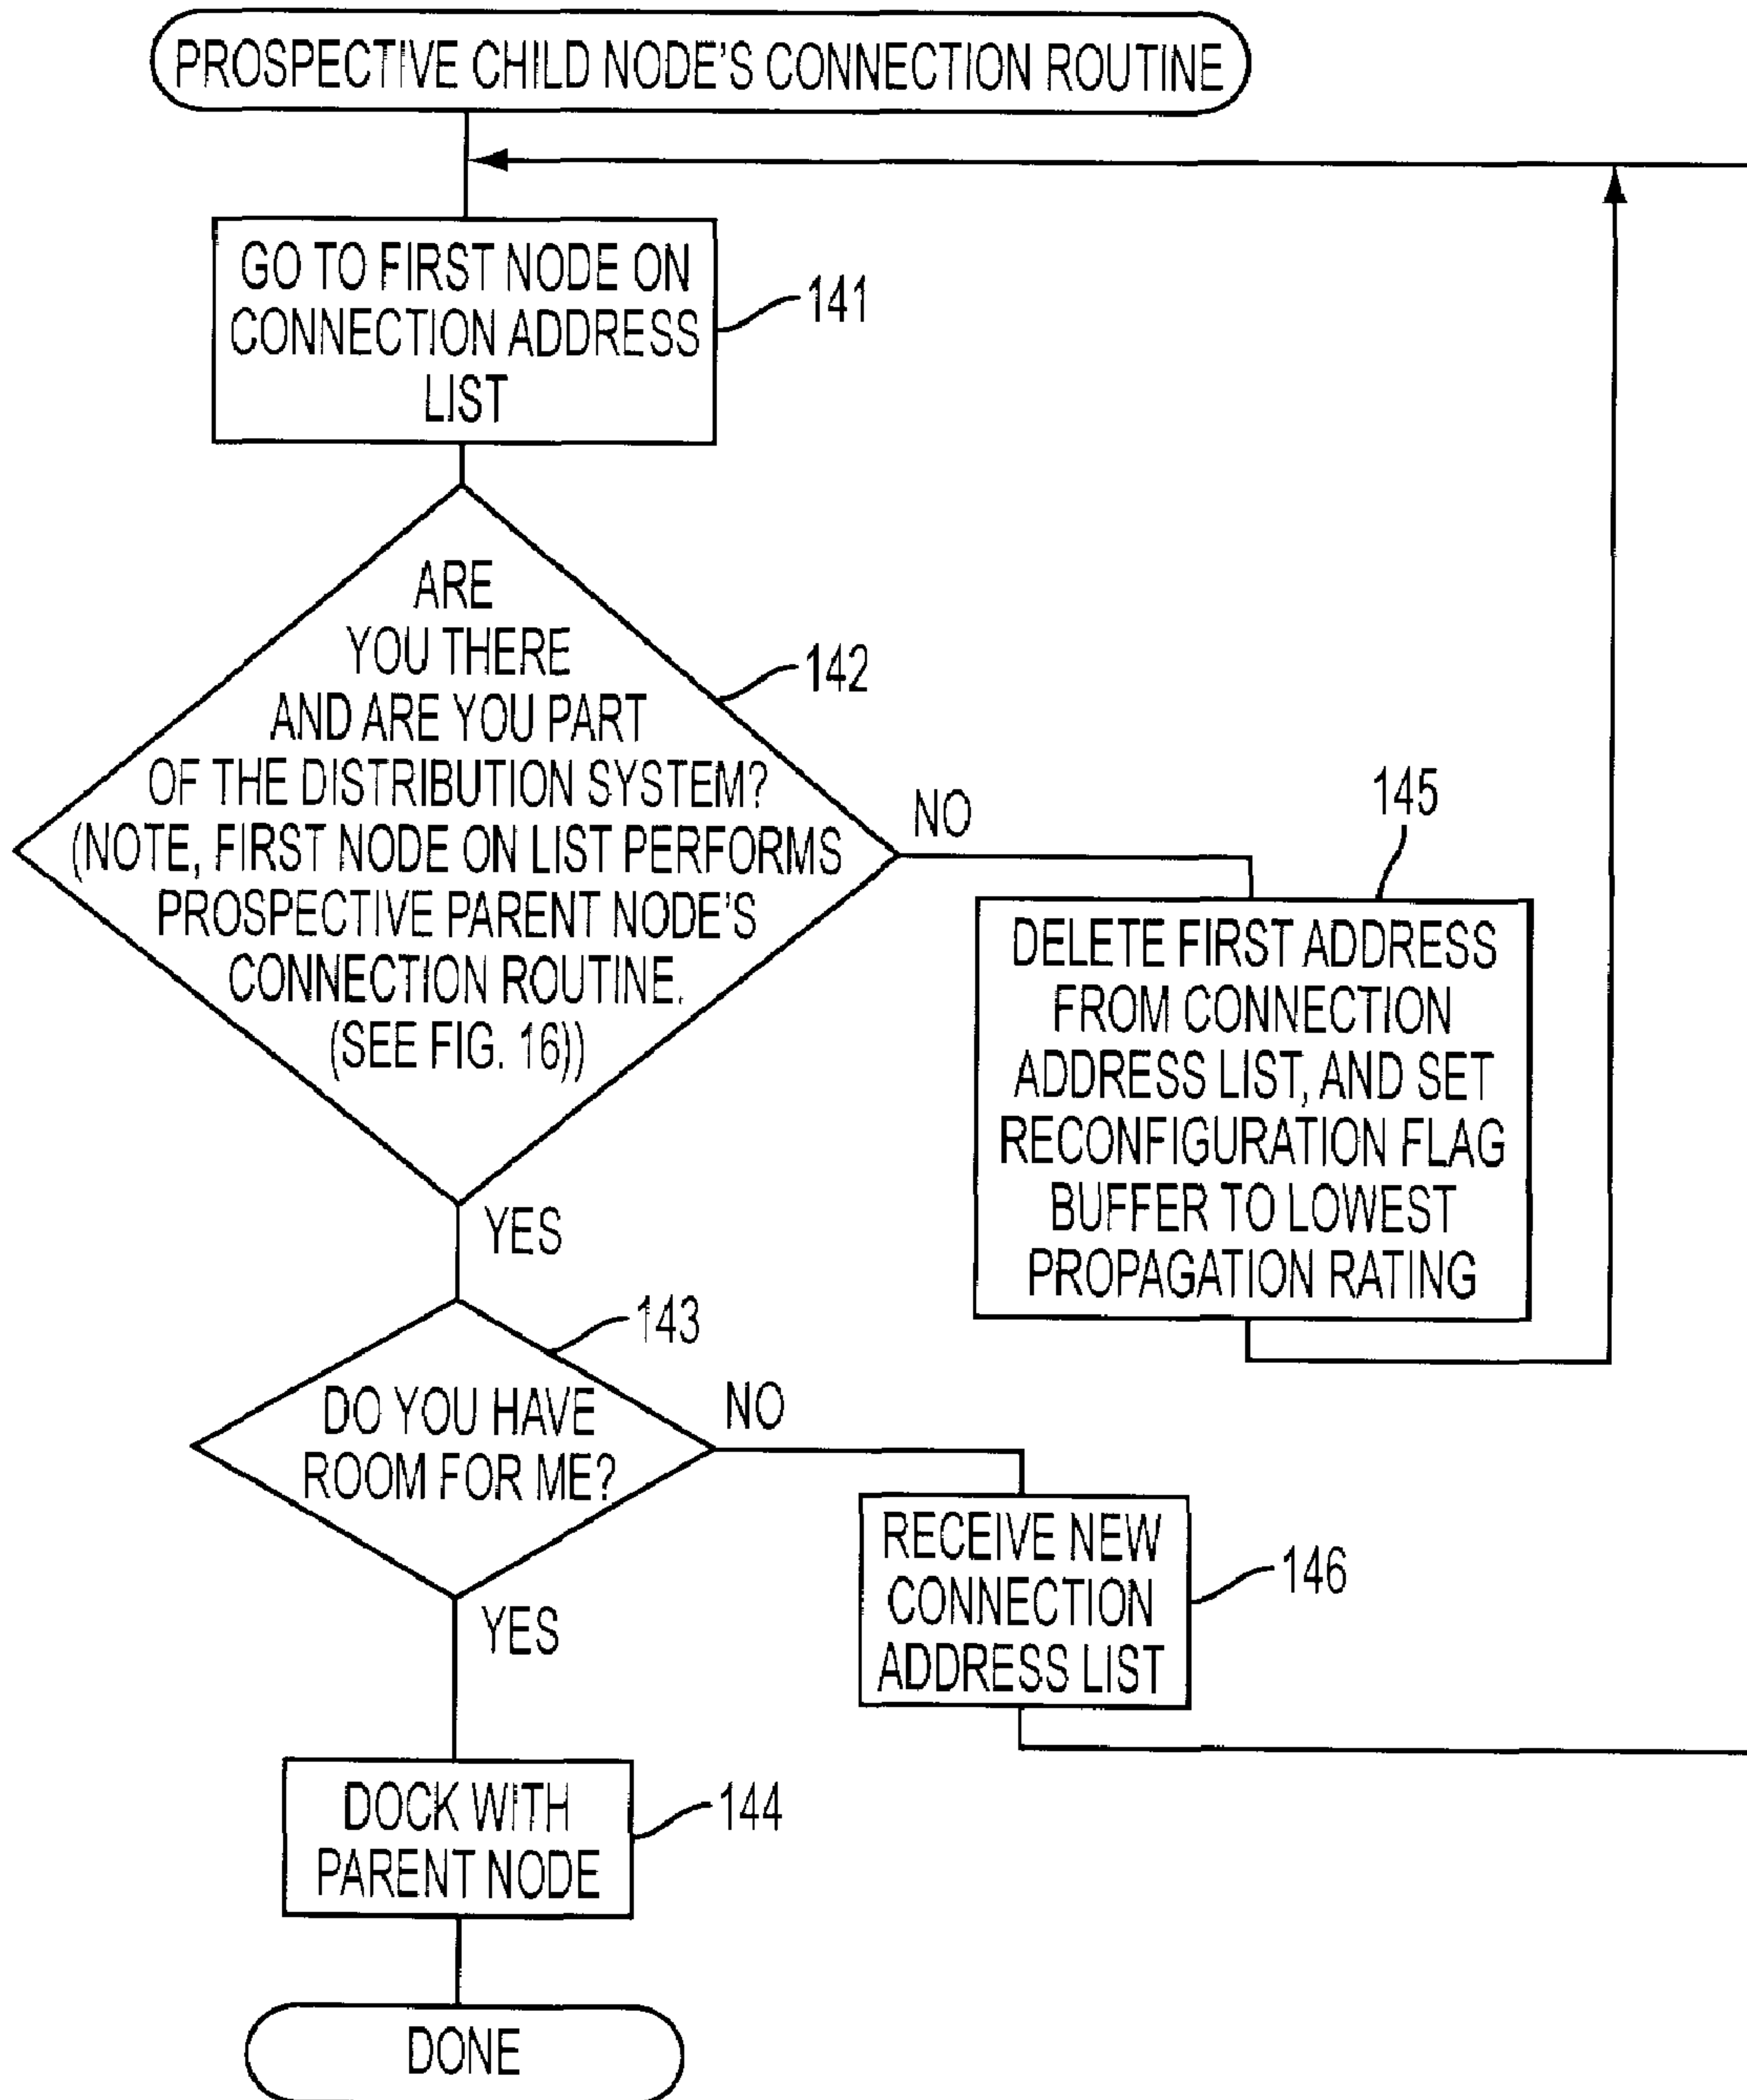 PROSPECTIVE CHILD NODE'S CONNECTION ROUTINE
GO TO FIRST NODE ON
CONNECTION ADDRESS
LIST
141
ARE
YOU THERE
AND ARE YOU PART
OF THE DISTRIBUTION SYSTEM?
(NOTE, FIRST NODE ON LIST PERFORMS
PROSPECTIVE PARENT NODE'S
CONNECTION ROUTINE.
(SEE FIG. 16))
142
NO
145
DELETE FIRST ADDRESS
FROM CONNECTION
ADDRESS LIST, AND SET
RECONFIGURATION FLAG
BUFFER TO LOWEST
PROPAGATION RATING
YES
143
DO YOU HAVE
ROOM FOR ME?
NO
RECEIVE NEW
CONNECTION
ADDRESS LIST
146
YES
DOCK WITH
PARENT NODE
144
DONE